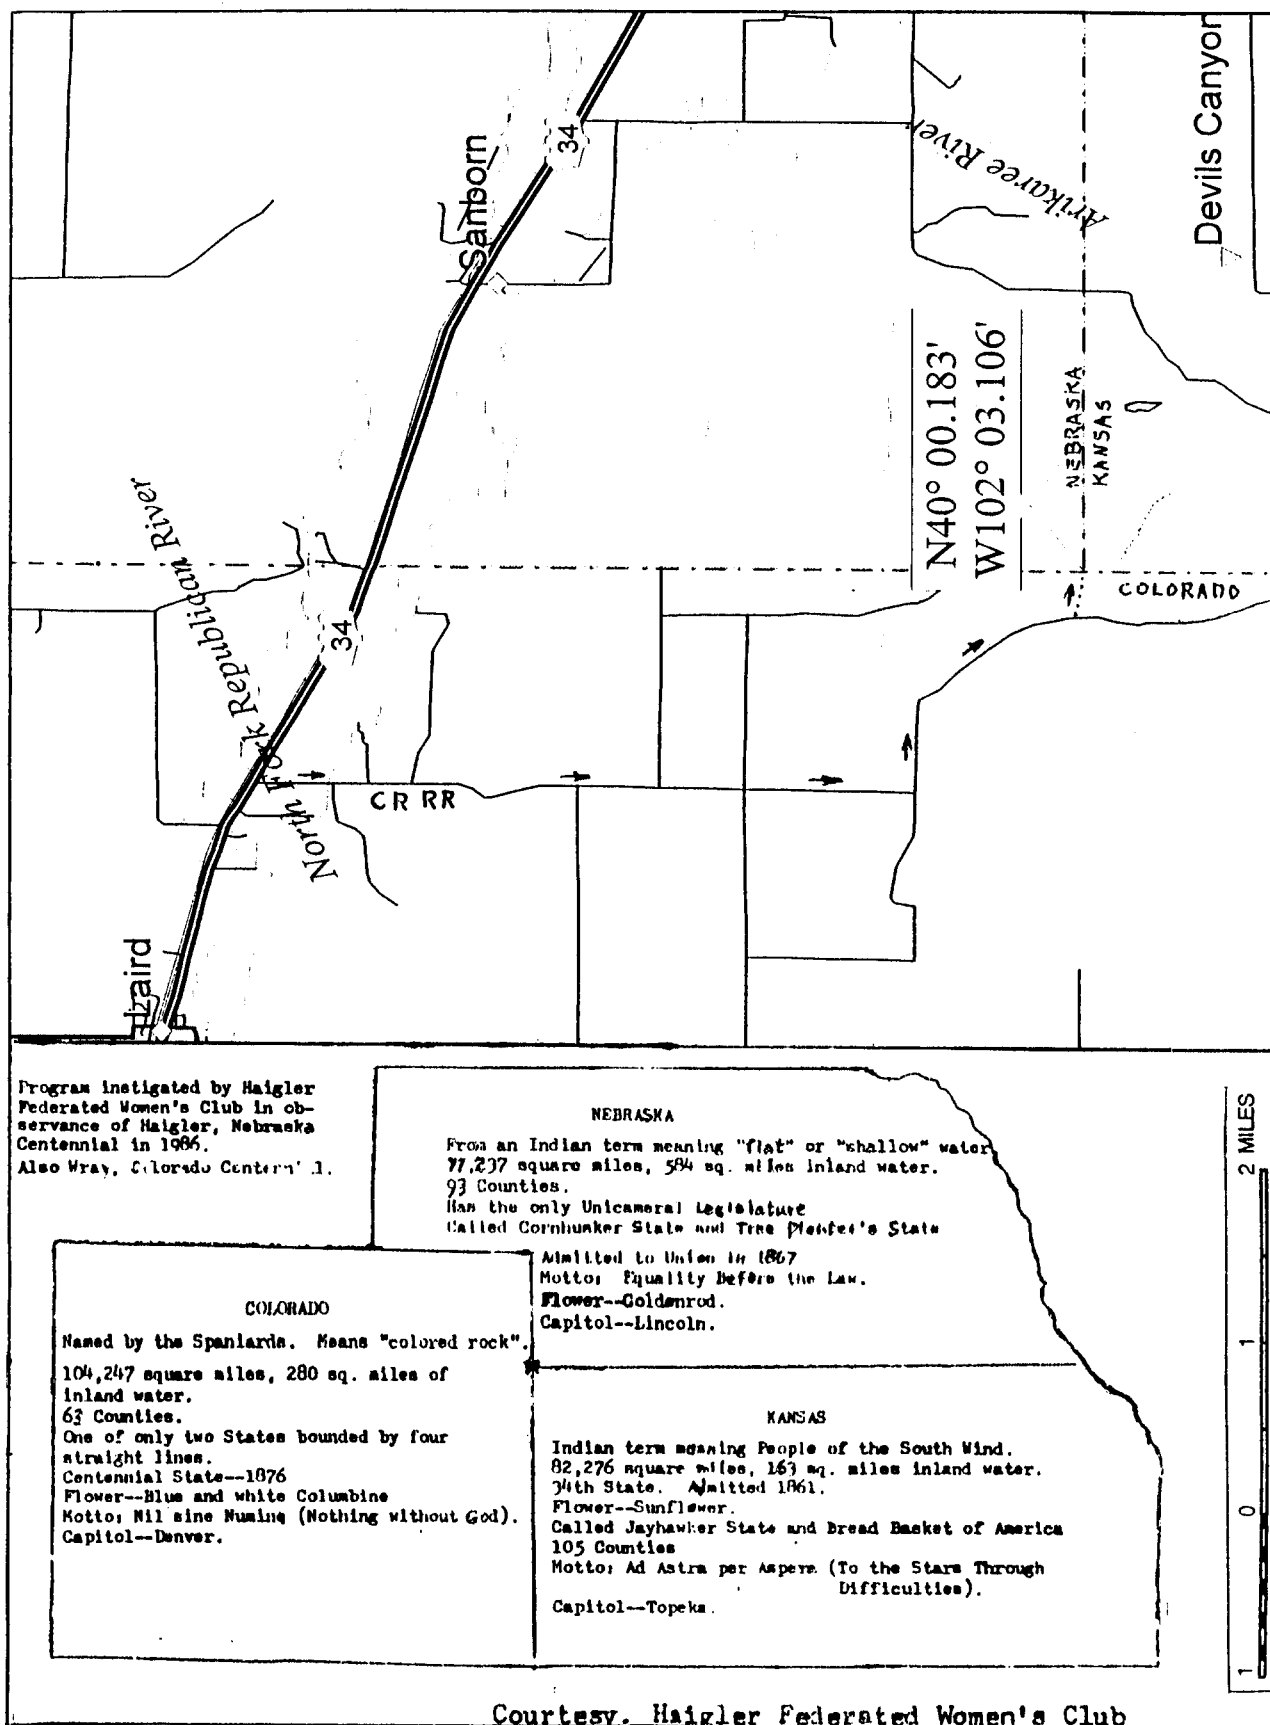 Laird
North Fork Republican River
34
Sanborn
34
Arikaree River
Devils Canyon
CR RR
N40° 00.183'
W102° 03.106'
NEBRASKA
KANSAS
COLORADO
Program instigated by Haigler
Federated Women's Club in ob-
servance of Haigler, Nebraska
Centennial in 1986.
Also Wray, Colorado
NEBRASKA
From an Indian term meaning "flat" or "shallow" water
77,237 square miles, 584 sq. miles inland water.
93 Counties.
Has the only Unicameral Legislature
Called Cornhusker State and Tree Planter's State
Admitted to Union in 1867
Motto: Equality Before the Law.
Flower--Goldenrod.
Capitol--Lincoln.
COLORADO
Named by the Spaniards. Means "colored rock".
104,247 square miles, 280 sq. miles of
inland water.
63 Counties.
One of only two States bounded by four
straight lines.
Centennial State--1876
Flower--Blue and white Columbine
Motto: Nil sine Numine (Nothing without God).
Capitol--Denver.
KANSAS
Indian term meaning People of the South Wind.
82,276 square miles, 163 sq. miles inland water.
34th State. Admitted 1861.
Flower--Sunflower.
Called Jayhawker State and Bread Basket of America
105 Counties
Motto: Ad Astra per Aspera (To the Stars Through
Difficulties).
Capitol--Topeka.
1 0 1 2 MILES
Courtesy. Haigler Federated Women's Club